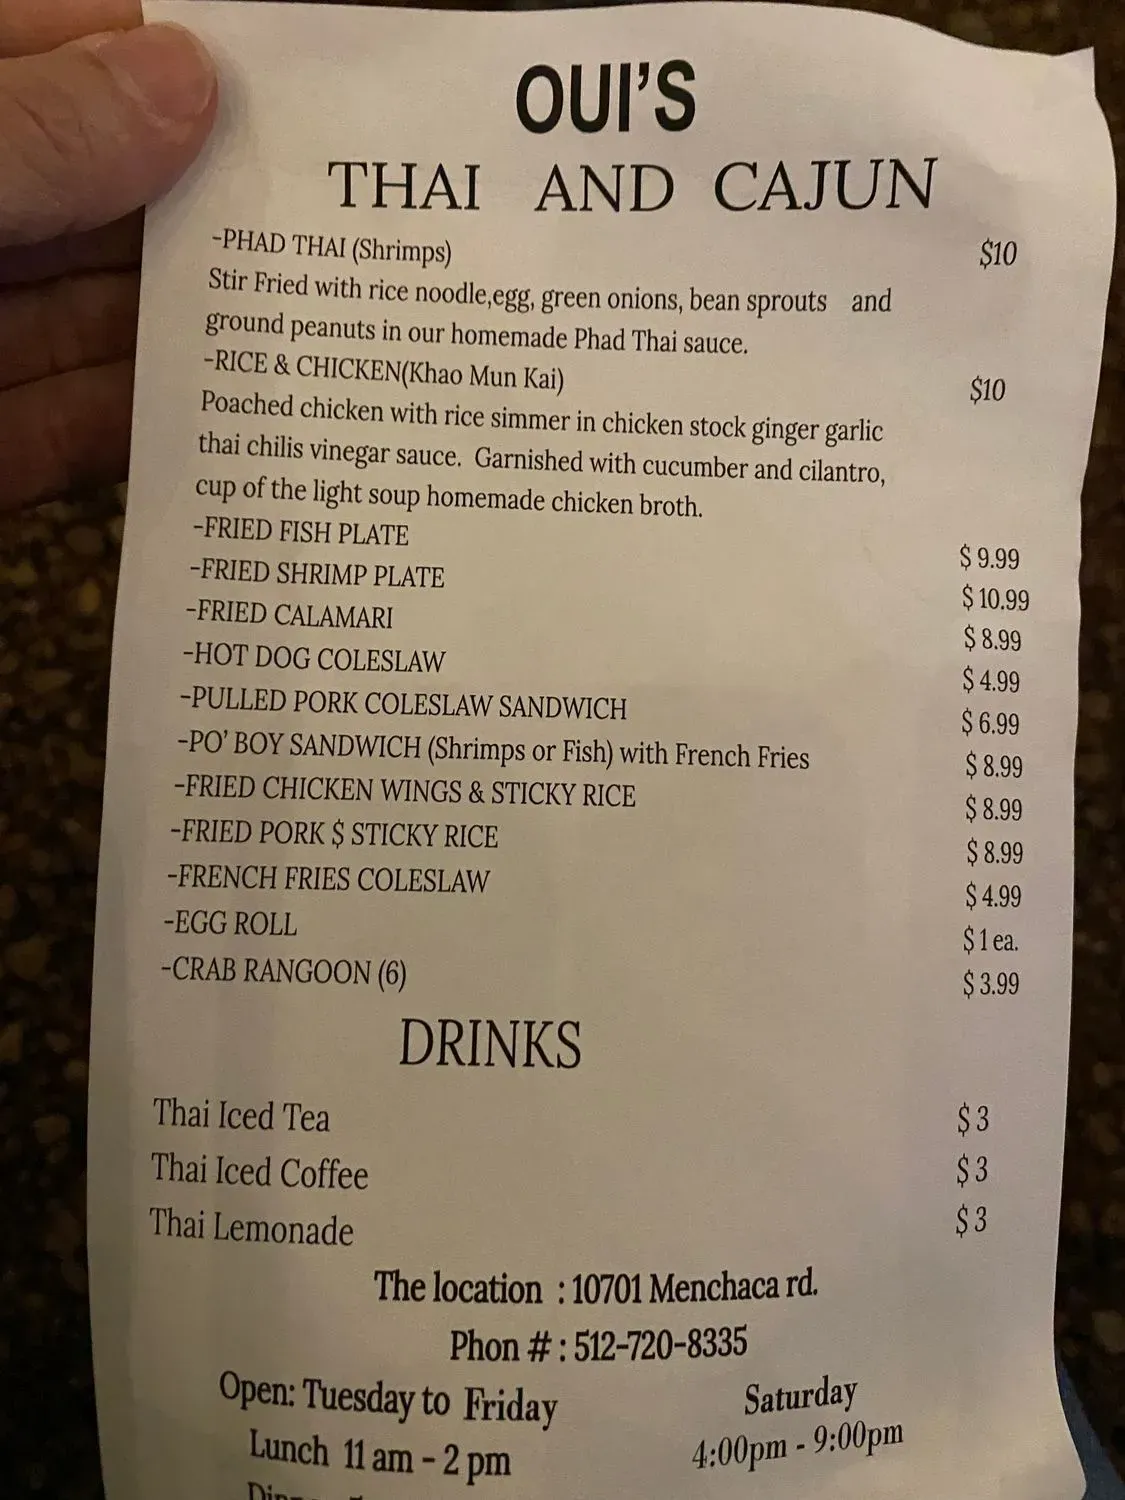 OUI'S
THAI AND CAJUN
-PHAD THAI (Shrimps) $10
Stir Fried with rice noodle,egg, green onions, bean sprouts and
ground peanuts in our homemade Phad Thai sauce.
-RICE & CHICKEN(Khao Mun Kai) $10
Poached chicken with rice simmer in chicken stock ginger garlic
thai chilis vinegar sauce. Garnished with cucumber and cilantro,
cup of the light soup homemade chicken broth.
-FRIED FISH PLATE $ 9.99
-FRIED SHRIMP PLATE $ 10.99
-FRIED CALAMARI $ 8.99
-HOT DOG COLESLAW $ 4.99
-PULLED PORK COLESLAW SANDWICH $ 6.99
-PO' BOY SANDWICH (Shrimps or Fish) with French Fries $ 8.99
-FRIED CHICKEN WINGS & STICKY RICE $ 8.99
-FRIED PORK $ STICKY RICE $ 8.99
-FRENCH FRIES COLESLAW $ 4.99
-EGG ROLL $ 1 ea.
-CRAB RANGOON (6) $ 3.99
DRINKS
Thai Iced Tea $ 3
Thai Iced Coffee $ 3
Thai Lemonade $ 3
The location : 10701 Menchaca rd.
Phon # : 512-720-8335
Open: Tuesday to Friday Saturday
Lunch 11 am - 2 pm 4:00pm - 9:00pm